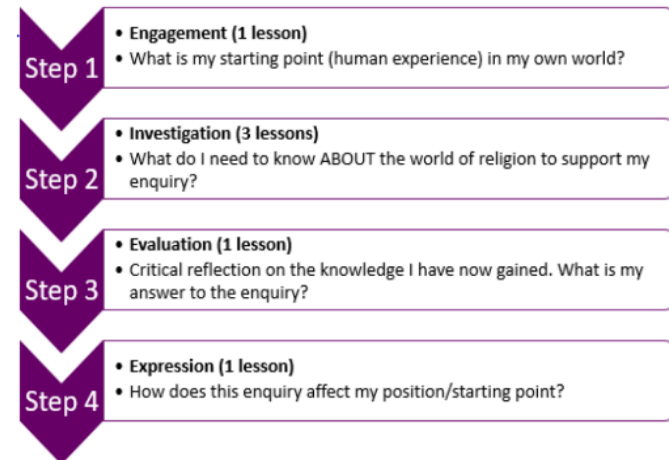 Step 1
• Engagement (1 lesson)
• What is my starting point (human experience) in my own world?
Step 2
• Investigation (3 lessons)
• What do I need to know ABOUT the world of religion to support my
enquiry?
Step 3
• Evaluation (1 lesson)
• Critical reflection on the knowledge I have now gained. What is my
answer to the enquiry?
Step 4
• Expression (1 lesson)
• How does this enquiry affect my position/starting point?